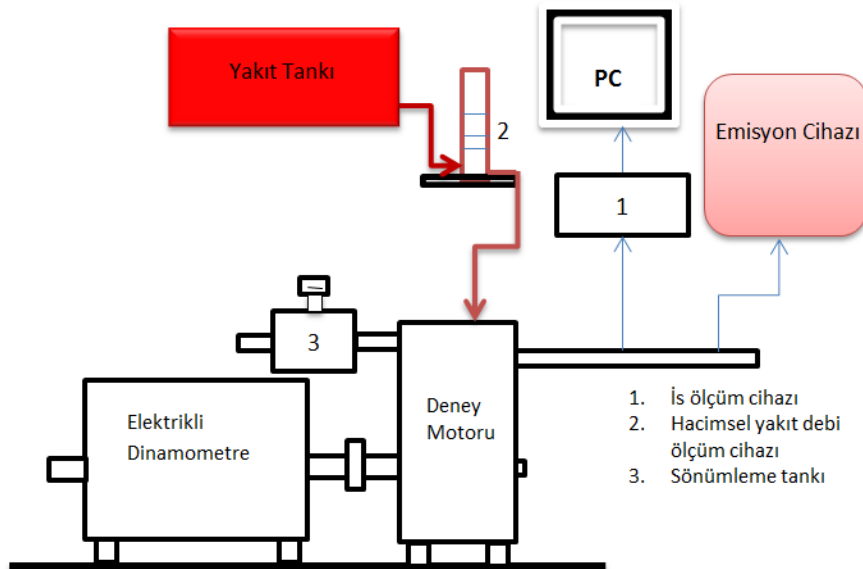 Yakıt Tankı
2
PC
Emisyon Cihazı
1
3
Elektrikli
Dinamometre
Deney
Motoru
1. İs ölçüm cihazı
2. Hacimsel yakıt debi
ölçüm cihazı
3. Sönümleme tankı